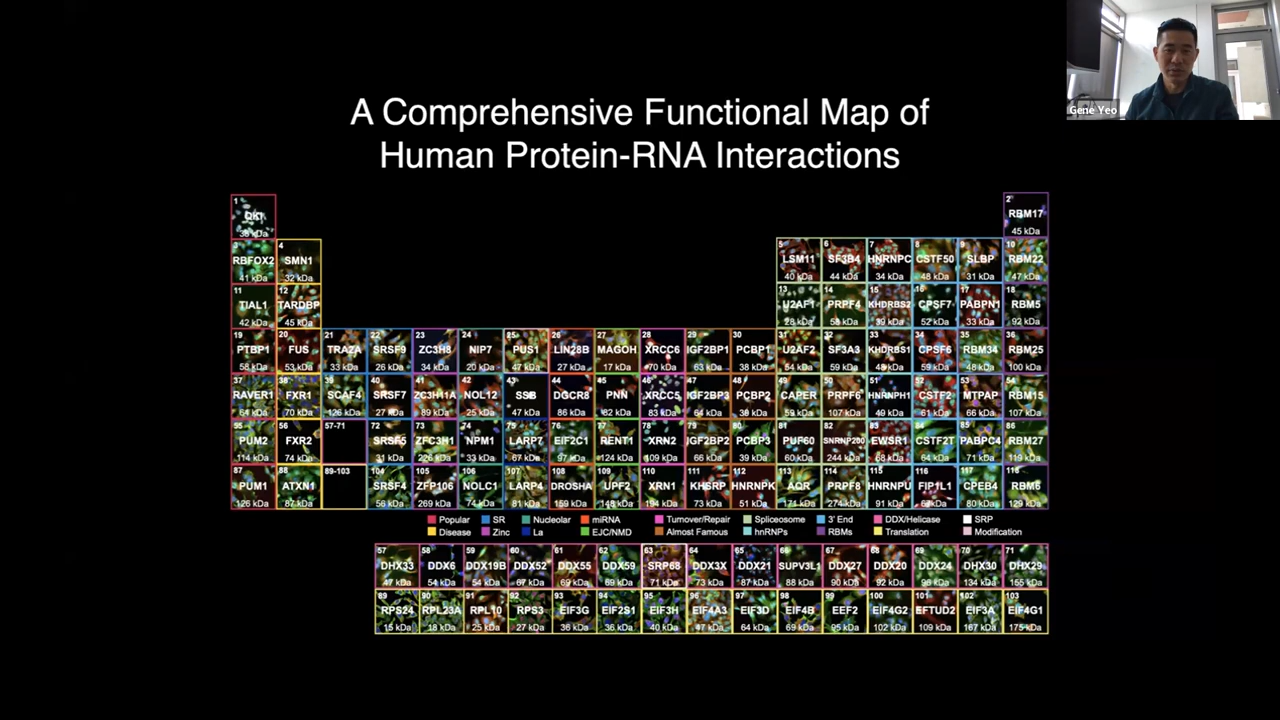 Gene Yeo
A Comprehensive Functional Map of
Human Protein-RNA Interactions
1 2
QKI RBM17
38 kDa 45 kDa
3 4 5 6 7 8 9 10
RBFOX2 SMN1 LSM11 SF3B4 HNRNPC CSTF50 SLBP RBM22
41 kDa 32 kDa 40 kDa 44 kDa 34 kDa 48 kDa 31 kDa 47 kDa
11 12 13 14 15 16 17 18
TIAL1 TARDBP U2AF1 PRPF4 KHDRBS2 CPSF7 PABPN1 RBM5
42 kDa 45 kDa 28 kDa 58 kDa 39 kDa 52 kDa 33 kDa 92 kDa
19 20 21 22 23 24 25 26 27 28 29 30 31 32 33 34 35 36
PTBP1 FUS TRA2A SRSF9 ZC3H8 NIP7 PUS1 LIN28B MAGOH XRCC6 IGF2BP1 PCBP1 U2AF2 SF3A3 KHDRBS1 CPSF6 RBM34 RBM25
58 kDa 53 kDa 33 kDa 26 kDa 34 kDa 20 kDa 47 kDa 27 kDa 17 kDa 70 kDa 63 kDa 38 kDa 54 kDa 59 kDa 48 kDa 59 kDa 48 kDa 100 kDa
37 38 39 40 41 42 43 44 45 46 47 48 49 50 51 52 53 54
RAVER1 FXR1 SCAF4 SRSF7 ZC3H11A NOL12 SSB DGCR8 PNN XRCC5 IGF2BP3 PCBP2 CAPER PRPF6 HNRNPH1 CSTF2 MTPAP RBM15
64 kDa 70 kDa 126 kDa 27 kDa 89 kDa 25 kDa 47 kDa 86 kDa 82 kDa 83 kDa 64 kDa 39 kDa 59 kDa 107 kDa 49 kDa 61 kDa 66 kDa 107 kDa
55 56 57-71 72 73 74 75 76 77 78 79 80 81 82 83 84 85 86
PUM2 FXR2 SRSF5 ZFC3H1 NPM1 LARP7 EIF2C1 RENT1 XRN2 IGF2BP2 PCBP3 PUF60 SNRNP200 EWSR1 CSTF2T PABPC4 RBM27
114 kDa 74 kDa 31 kDa 226 kDa 33 kDa 67 kDa 97 kDa 124 kDa 109 kDa 66 kDa 39 kDa 60 kDa 244 kDa 68 kDa 64 kDa 71 kDa 119 kDa
87 88 89-103 104 105 106 107 108 109 110 111 112 113 114 115 116 117 118
PUM1 ATXN1 SRSF4 ZFP106 NOLC1 LARP4 DROSHA UPF2 XRN1 KHSRP HNRNPK AQR PRPF8 HNRNPU FIP1L1 CPEB4 RBM6
126 kDa 87 kDa 56 kDa 269 kDa 74 kDa 81 kDa 159 kDa 148 kDa 194 kDa 73 kDa 51 kDa 171 kDa 274 kDa 91 kDa 67 kDa 80 kDa 129 kDa
Popular SR Nucleolar miRNA Turnover/Repair Spliceosome 3' End DDX/Helicase SRP
Disease Zinc La EJC/NMD Almost Famous hnRNPs RBMs Translation Modification
57 58 59 60 61 62 63 64 65 66 67 68 69 70 71
DHX33 DDX6 DDX19B DDX52 DDX55 DDX59 SRP68 DDX3X DDX21 SUPV3L1 DDX27 DDX20 DDX24 DHX30 DHX29
47 kDa 54 kDa 54 kDa 67 kDa 69 kDa 69 kDa 71 kDa 73 kDa 87 kDa 88 kDa 90 kDa 92 kDa 96 kDa 134 kDa 155 kDa
89 90 91 92 93 94 95 96 97 98 99 100 101 102 103
RPS24 RPL23A RPL10 RPS3 EIF3G EIF2S1 EIF3H EIF4A3 EIF3D EIF4B EEF2 EIF4G2 EFTUD2 EIF3A EIF4G1
15 kDa 18 kDa 25 kDa 27 kDa 36 kDa 36 kDa 40 kDa 47 kDa 64 kDa 69 kDa 95 kDa 102 kDa 109 kDa 167 kDa 175 kDa